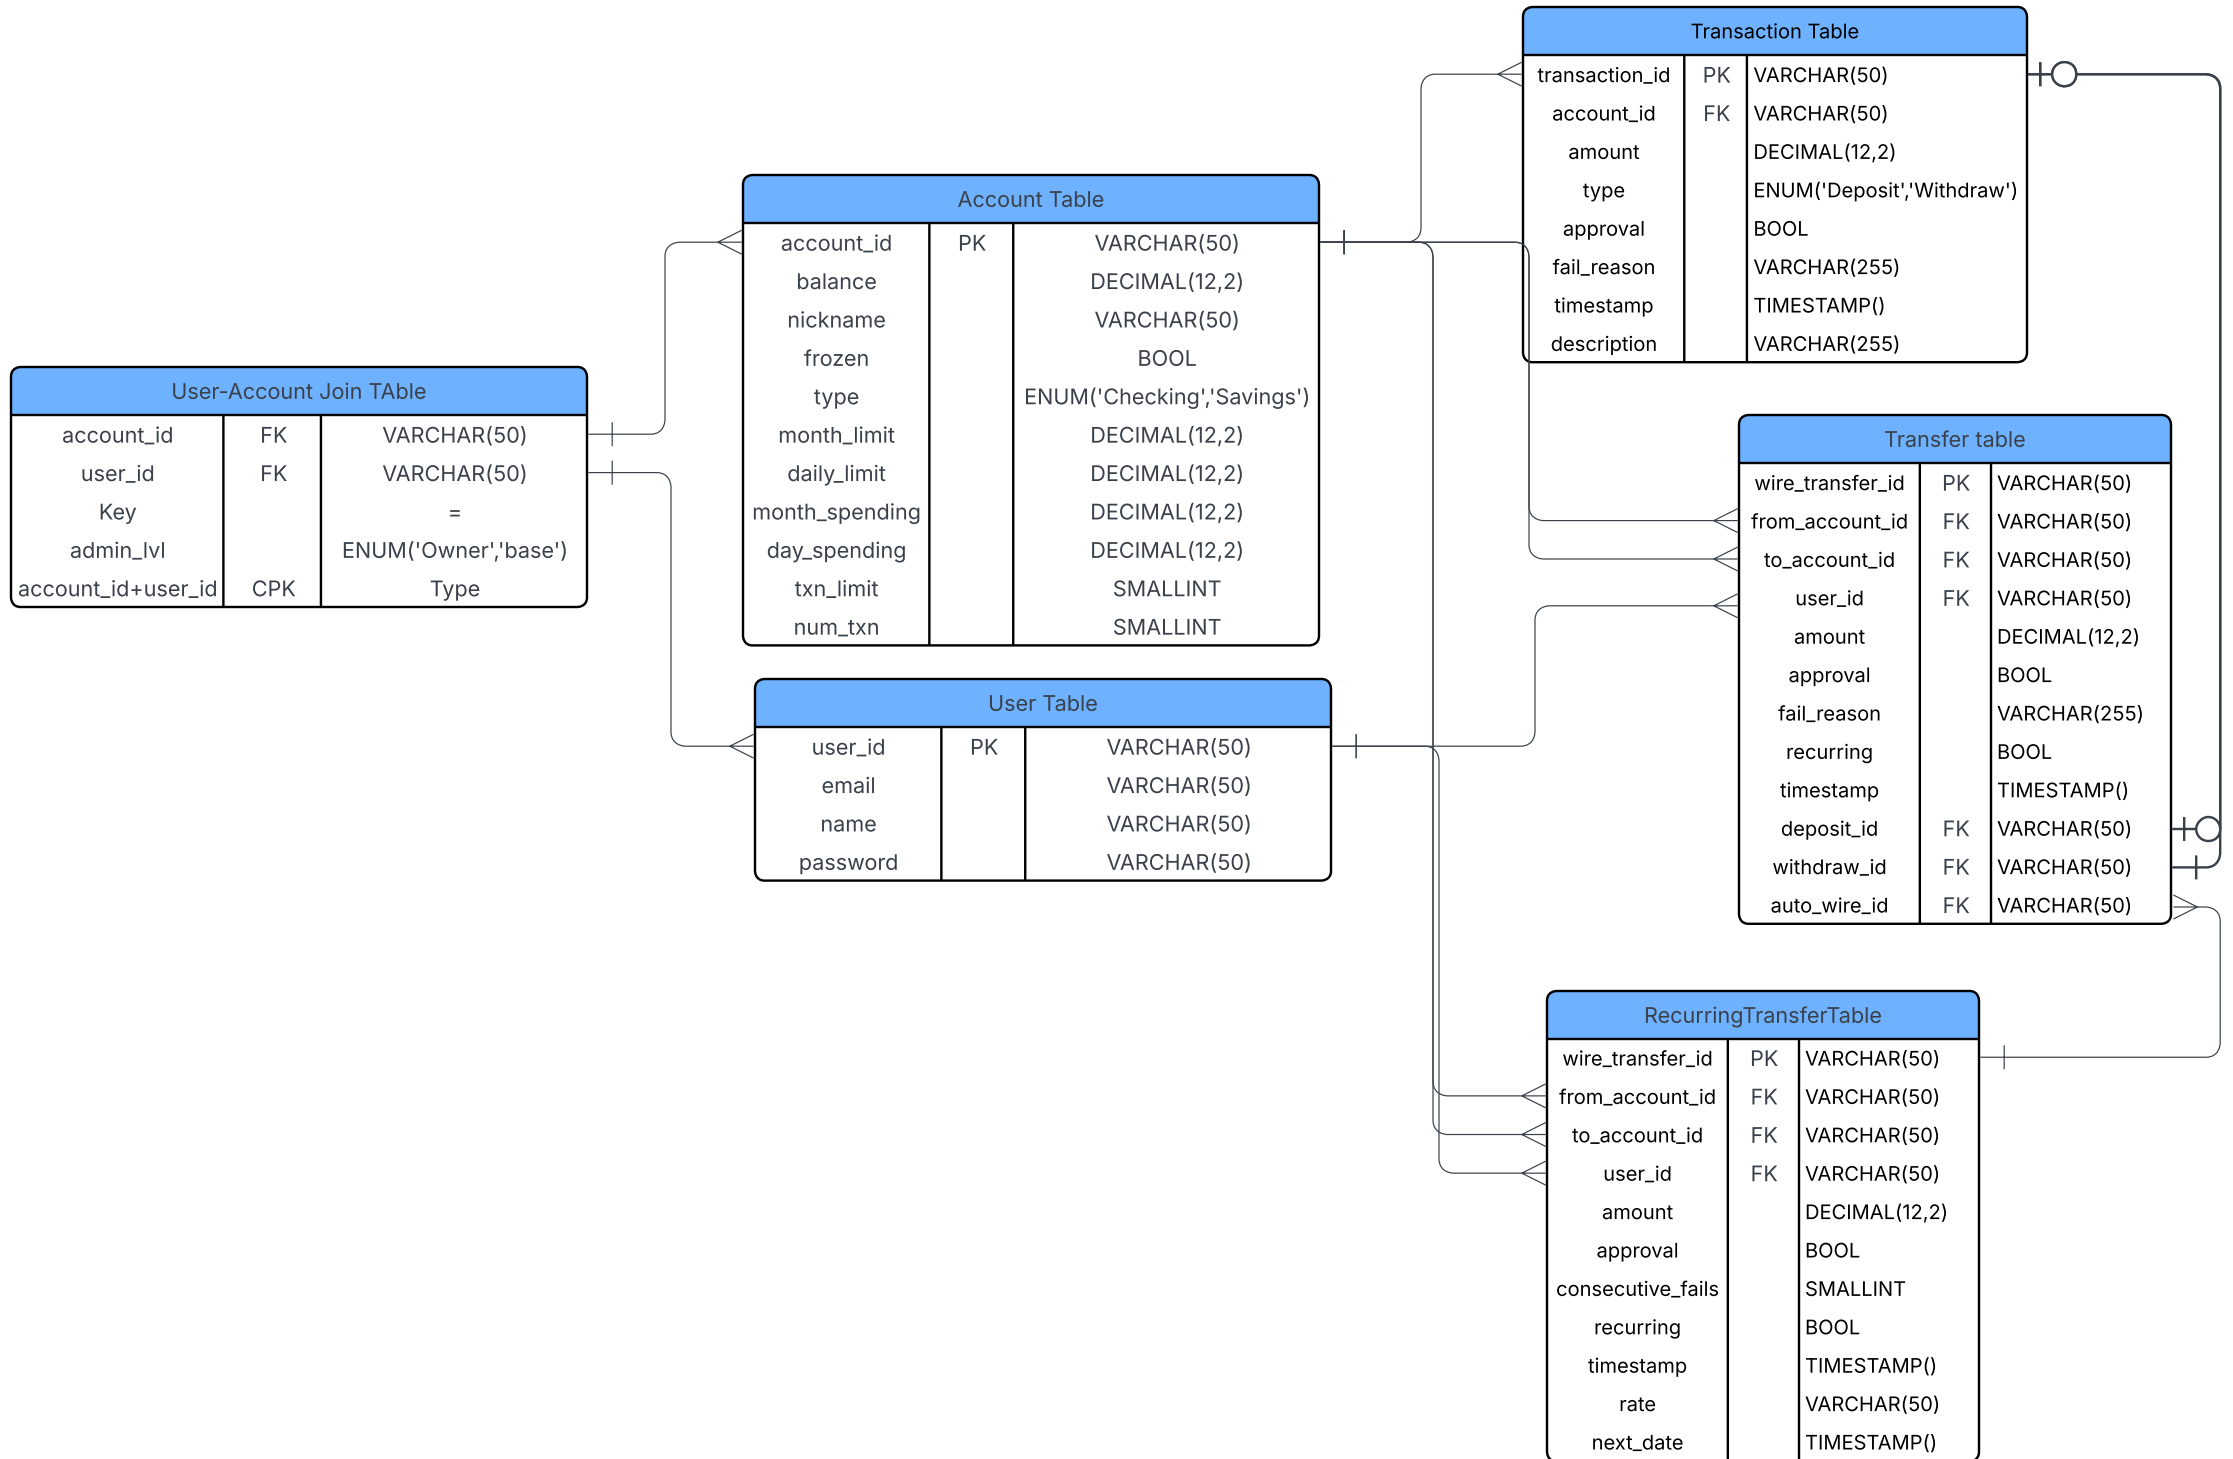 Transaction Table
transaction_id PK VARCHAR(50)
account_id FK VARCHAR(50)
amount DECIMAL(12,2)
type ENUM('Deposit','Withdraw')
approval BOOL
fail_reason VARCHAR(255)
timestamp TIMESTAMP()
description VARCHAR(255)
Account Table
account_id PK VARCHAR(50)
balance DECIMAL(12,2)
nickname VARCHAR(50)
frozen BOOL
type ENUM('Checking','Savings')
month_limit DECIMAL(12,2)
daily_limit DECIMAL(12,2)
month_spending DECIMAL(12,2)
day_spending DECIMAL(12,2)
txn_limit SMALLINT
num_txn SMALLINT
User-Account Join TAble
account_id FK VARCHAR(50)
user_id FK VARCHAR(50)
Key =
admin_lvl ENUM('Owner','base')
account_id+user_id CPK Type
Transfer table
wire_transfer_id PK VARCHAR(50)
from_account_id FK VARCHAR(50)
to_account_id FK VARCHAR(50)
user_id FK VARCHAR(50)
amount DECIMAL(12,2)
approval BOOL
fail_reason VARCHAR(255)
recurring BOOL
timestamp TIMESTAMP()
deposit_id FK VARCHAR(50)
withdraw_id FK VARCHAR(50)
auto_wire_id FK VARCHAR(50)
User Table
user_id PK VARCHAR(50)
email VARCHAR(50)
name VARCHAR(50)
password VARCHAR(50)
RecurringTransferTable
wire_transfer_id PK VARCHAR(50)
from_account_id FK VARCHAR(50)
to_account_id FK VARCHAR(50)
user_id FK VARCHAR(50)
amount DECIMAL(12,2)
approval BOOL
consecutive_fails SMALLINT
recurring BOOL
timestamp TIMESTAMP()
rate VARCHAR(50)
next_date TIMESTAMP()